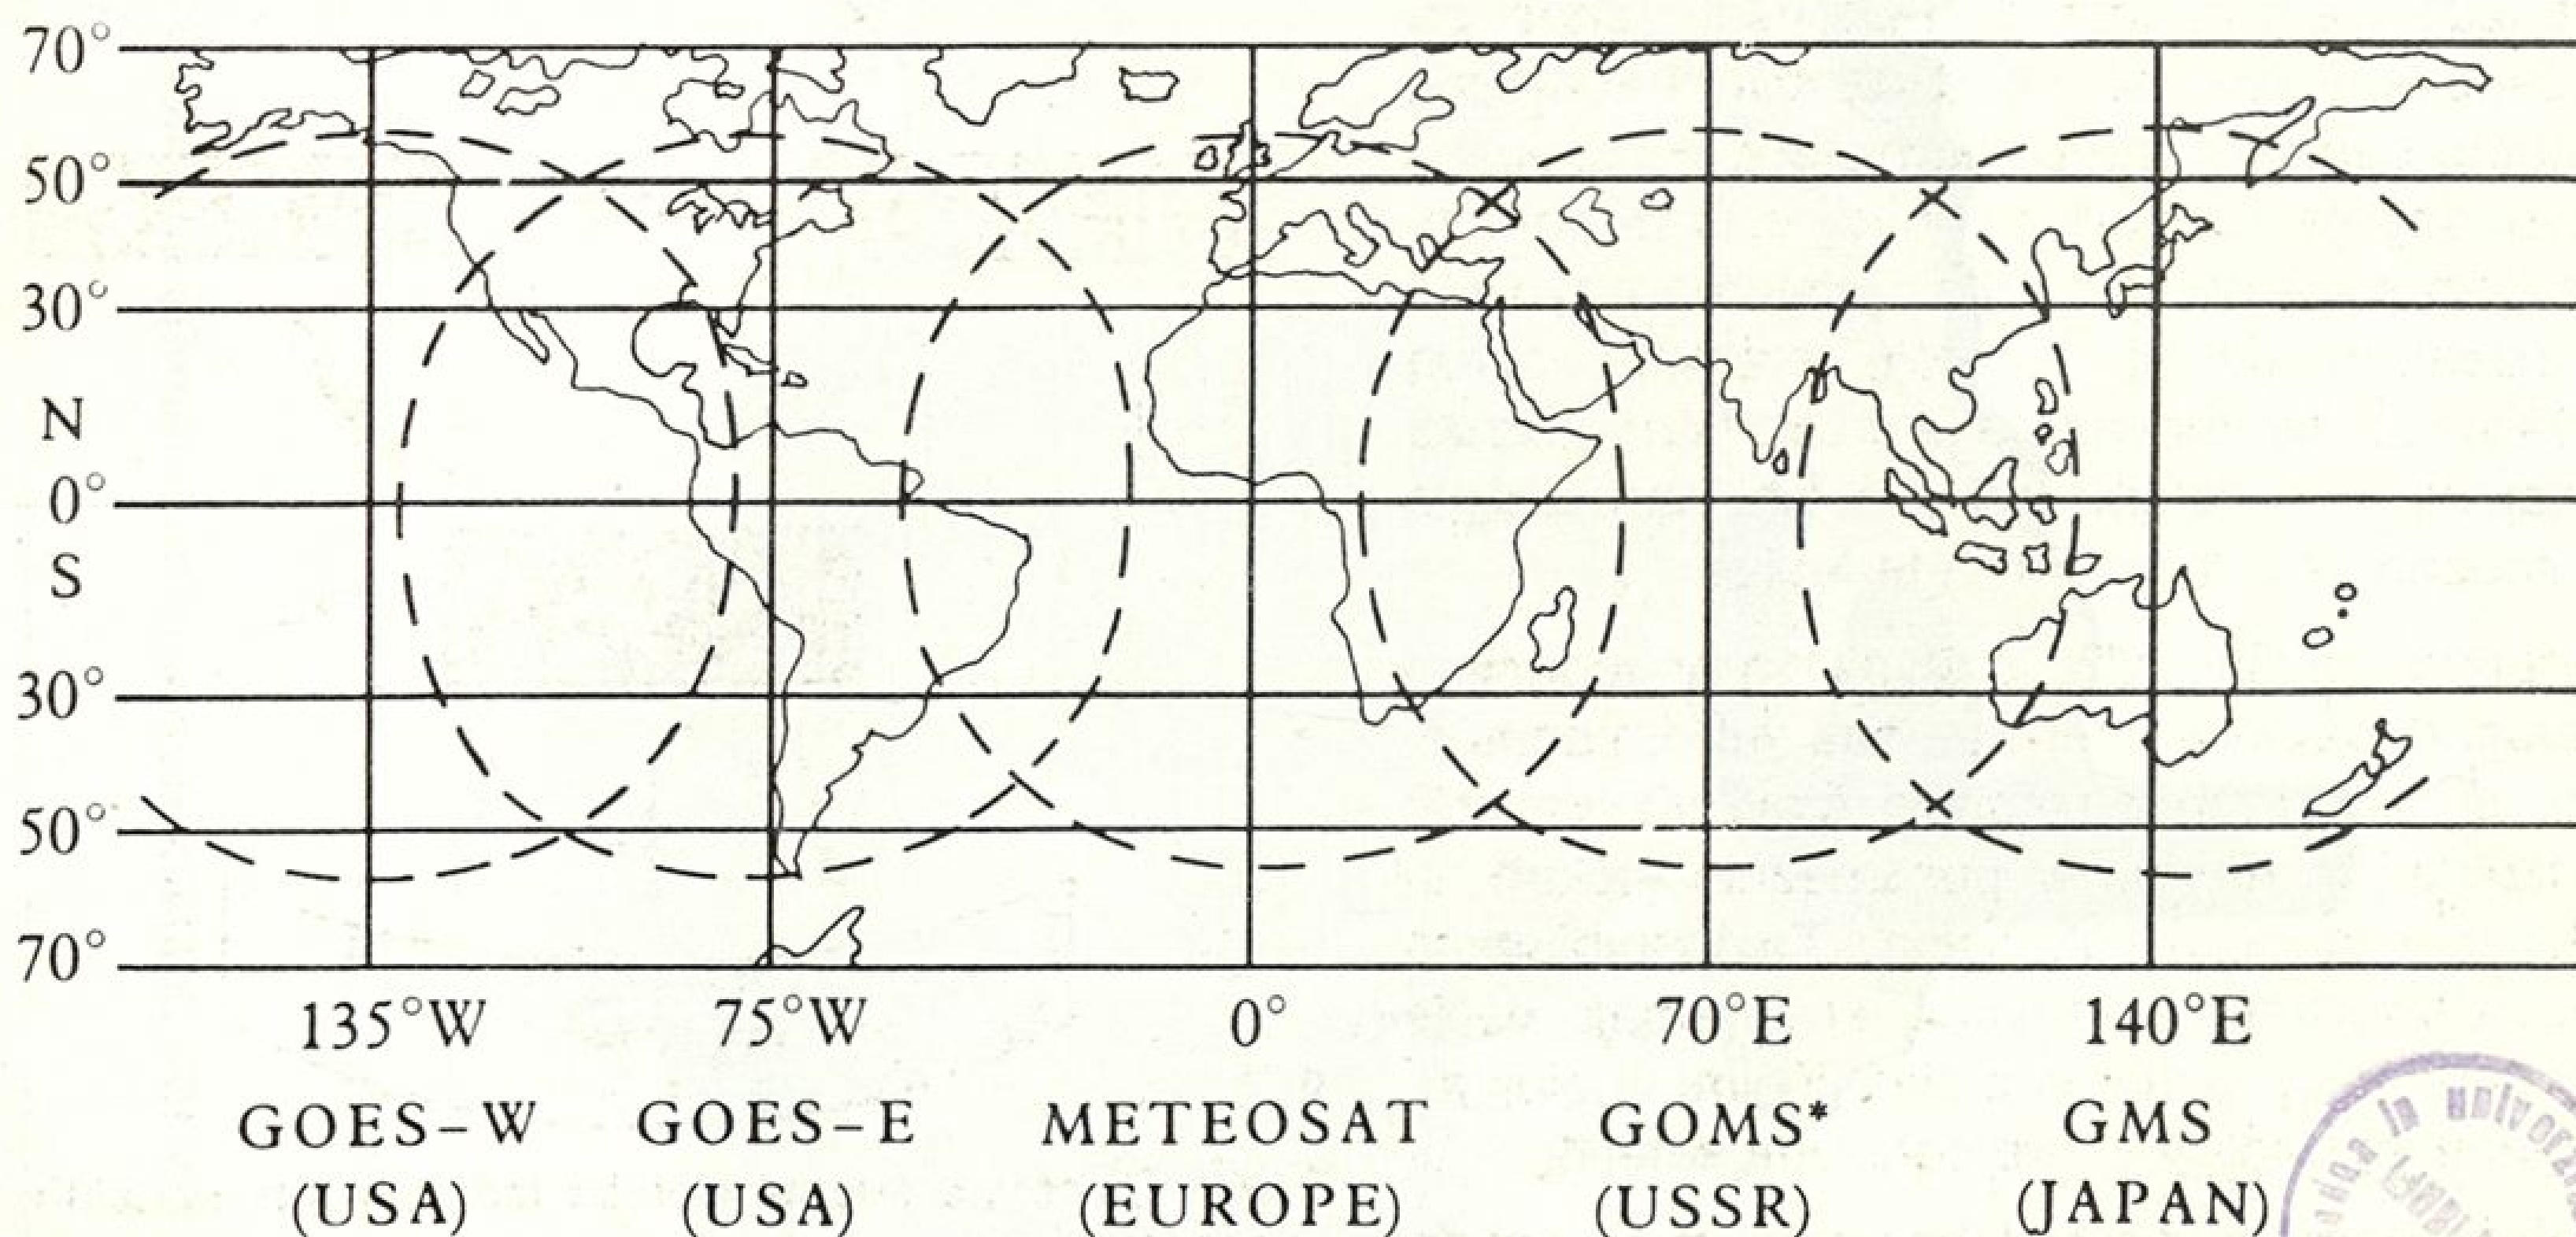 70°
50°
30°
N
0°
S
30°
50°
70°
135°W 75°W 0° 70°E 140°E
GOES–W GOES–E METEOSAT GOMS* GMS
(USA) (USA) (EUROPE) (USSR) (JAPAN)
in